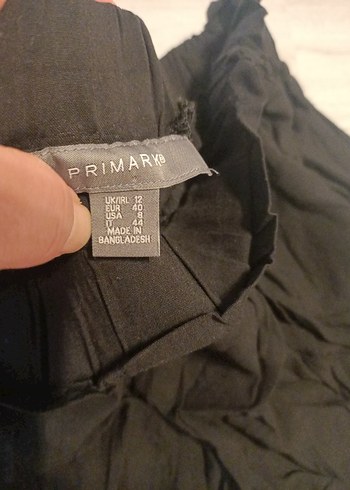 PRIMARK®
UK/IRL 12
EUR 40
USA 8
IT 44
MADE IN
BANGLADESH